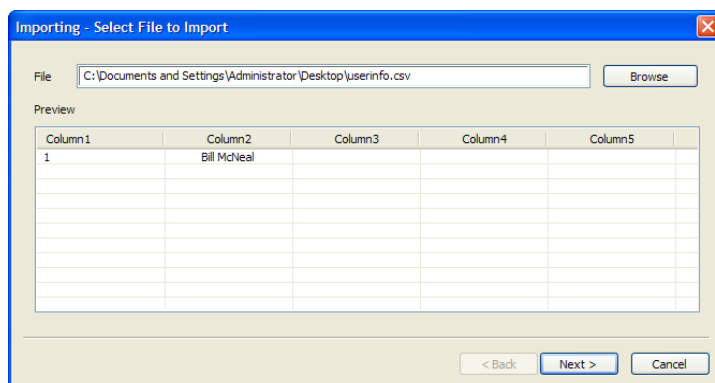 Importing - Select File to Import
File C:\Documents and Settings\Administrator\Desktop\userinfo.csv Browse
Preview
Column1 Column2 Column3 Column4 Column5
1 Bill McNeal
< Back Next > Cancel